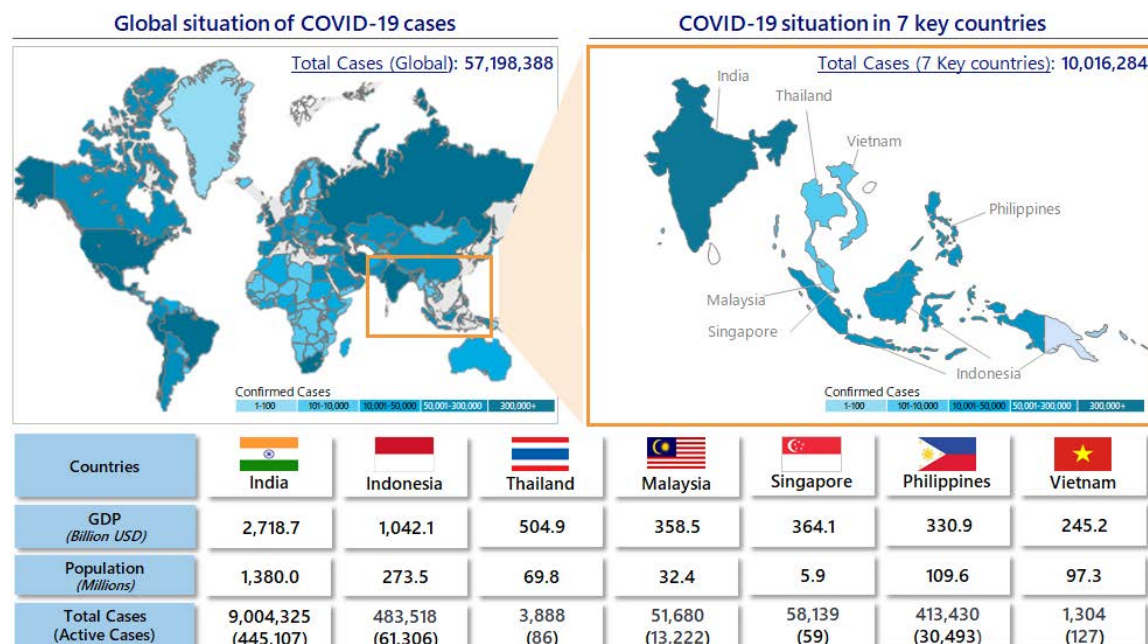 Global situation of COVID-19 cases
Total Cases (Global): 57,198,388
Confirmed Cases
1-100 101-10,000 10,001-50,000 50,001-300,000 300,000+
COVID-19 situation in 7 key countries
Total Cases (7 Key countries): 10,016,284
India
Thailand
Vietnam
Philippines
Malaysia
Singapore
Indonesia
Confirmed Cases
1-100 101-10,000 10,001-50,000 50,001-300,000 300,000+
Countries India Indonesia Thailand Malaysia Singapore Philippines Vietnam
GDP
(Billion USD)
2,718.7 1,042.1 504.9 358.5 364.1 330.9 245.2
Population
(Millions)
1,380.0 273.5 69.8 32.4 5.9 109.6 97.3
Total Cases
(Active Cases)
9,004,325 483,518 3,888 51,680 58,139 413,430 1,304
(445,107) (61,306) (86) (13,222) (59) (30,493) (127)